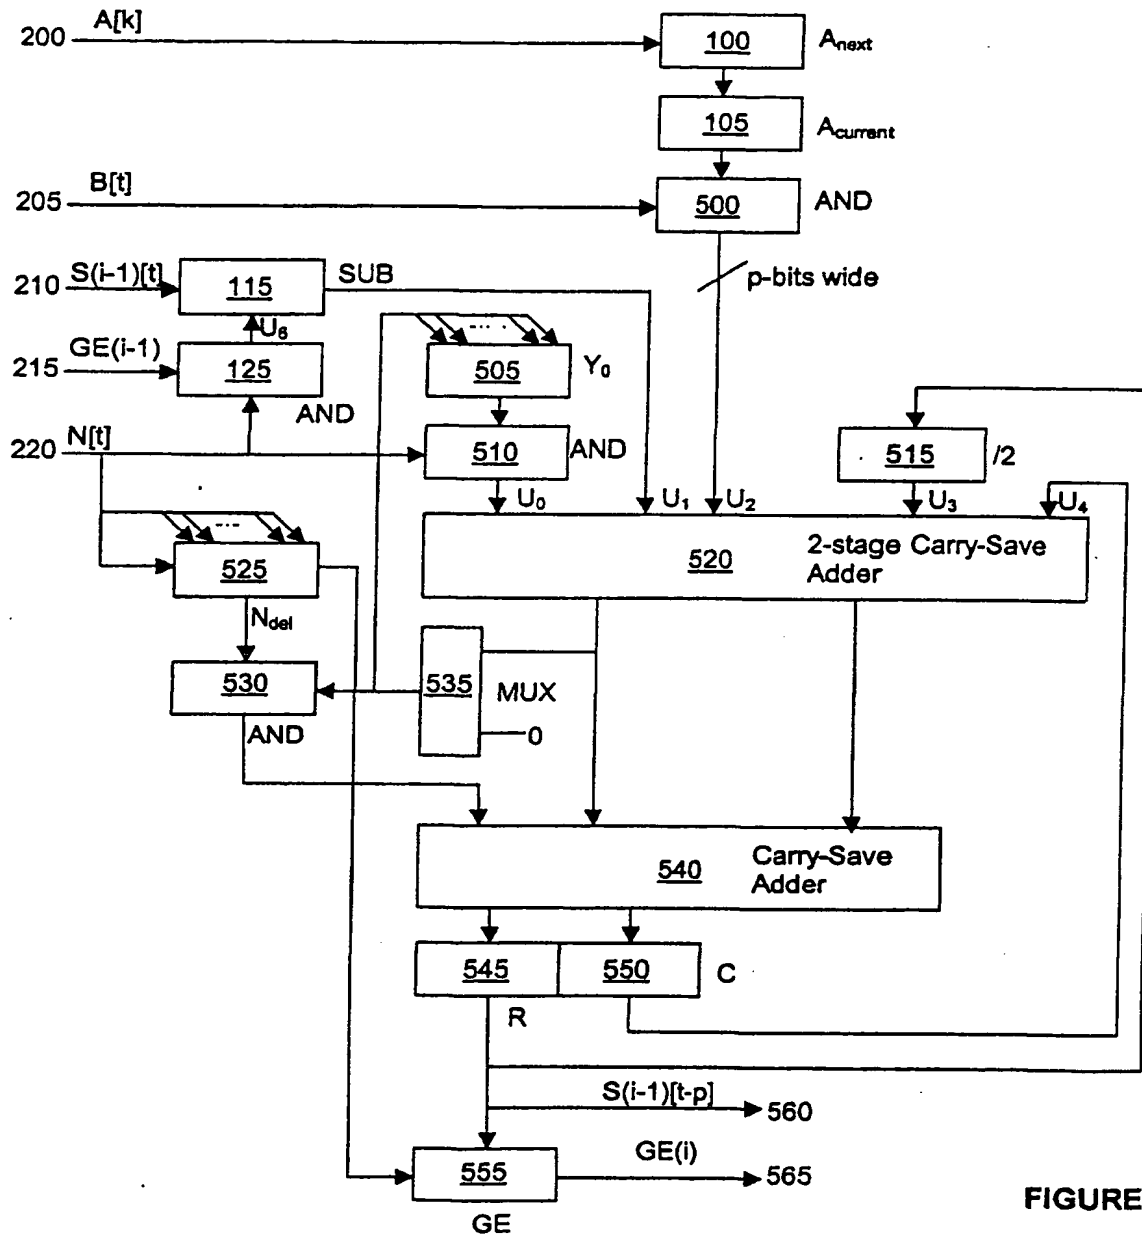 A[k]
200
100
Anext
105
Acurrent
B[t]
205
500
AND
p-bits wide
S(i-1)[t]
210
115
SUB
U6
GE(i-1)
215
125
AND
....
505
Y0
N[t]
220
510
AND
515
/2
U0
U1
U2
U3
U4
....
525
520
2-stage Carry-Save
Adder
Ndel
530
AND
535
MUX
0
540
Carry-Save
Adder
545
550
C
R
S(i-1)[t-p]
560
555
GE(i)
565
GE
FIGURE